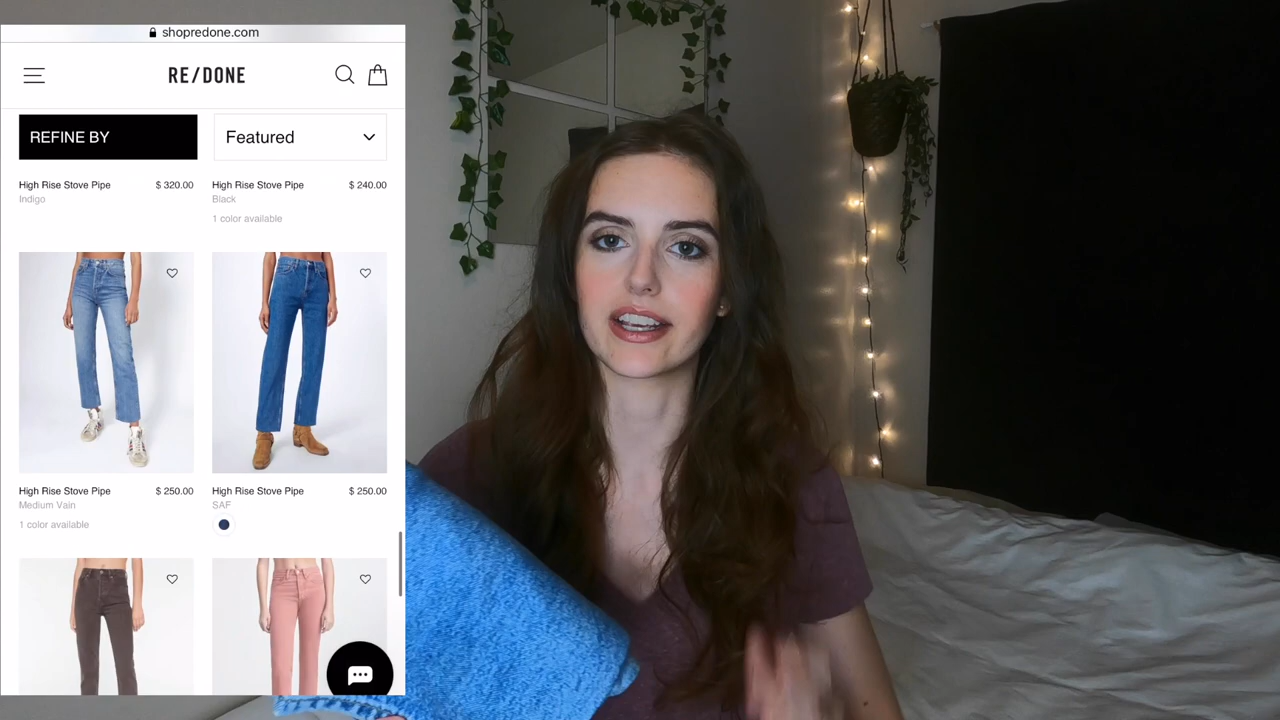 shopredone.com
RE/DONE
REFINE BY
Featured
High Rise Stove Pipe $ 320.00
Indigo
High Rise Stove Pipe $ 240.00
Black
1 color available
High Rise Stove Pipe $ 250.00
Medium Vain
1 color available
High Rise Stove Pipe $ 250.00
SAF